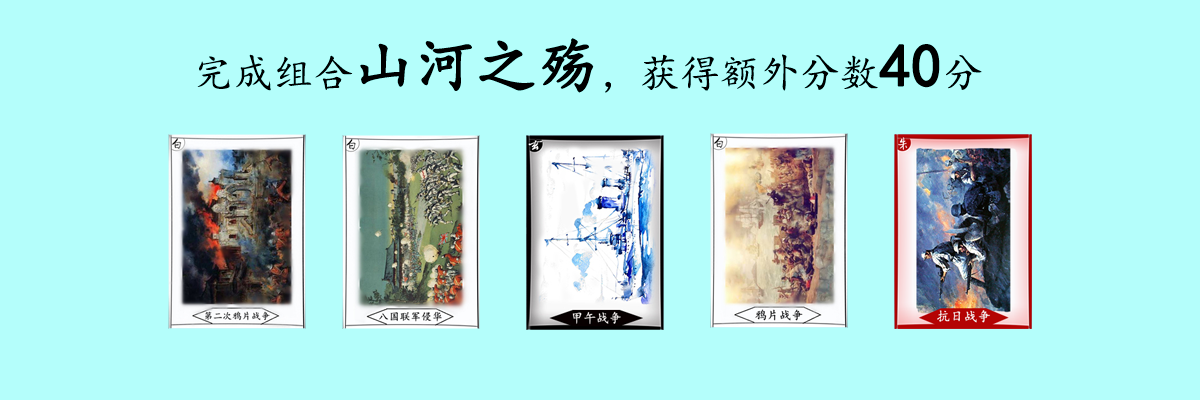 完成组合山河之殇，获得额外分数40分
白
白
玄
白
朱
第二次鸦片战争
八国联军侵华
甲午战争
鸦片战争
抗日战争